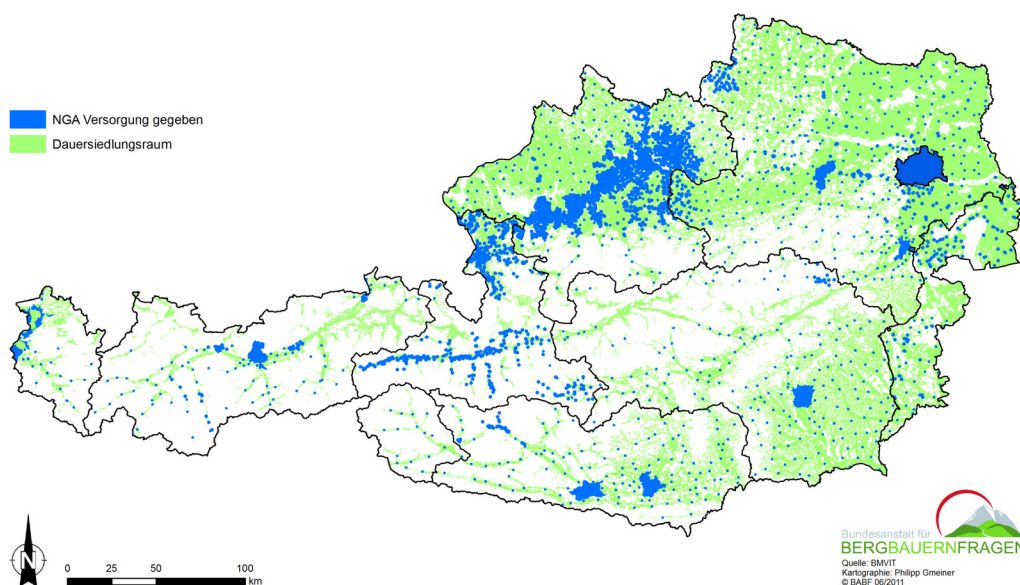 NGA Versorgung gegeben
Dauersiedlungsraum
N
0 25 50 100
km
Bundesanstalt für
BERGBAUERNFRAGEN
Quelle: BMVIT
Kartographie: Philipp Gmeiner
© BABF 06/2011